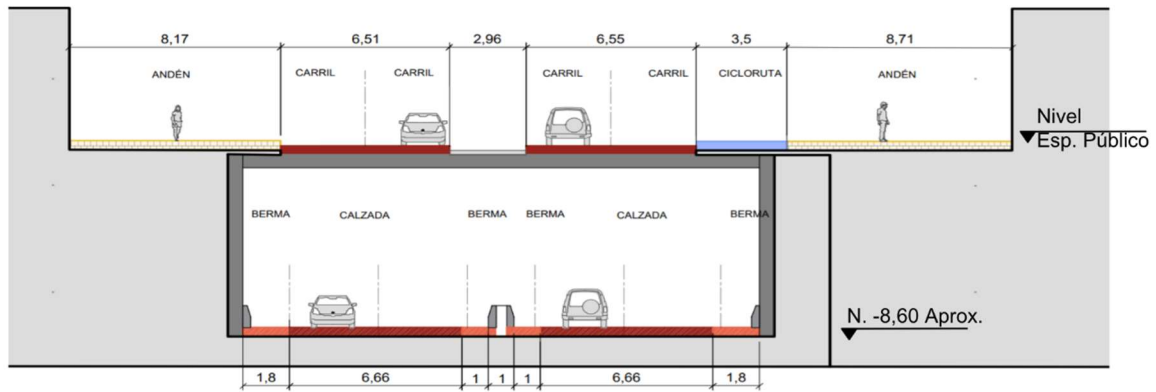 8,17 6,51 2,96 6,55 3,5 8,71
ANDÉN CARRIL CARRIL CARRIL CARRIL CICLORUTA ANDÉN
Nivel
Esp. Público
BERMA CALZADA BERMA BERMA CALZADA BERMA
N. -8,60 Aprox.
1,8 6,66 1 1 1 6,66 1,8